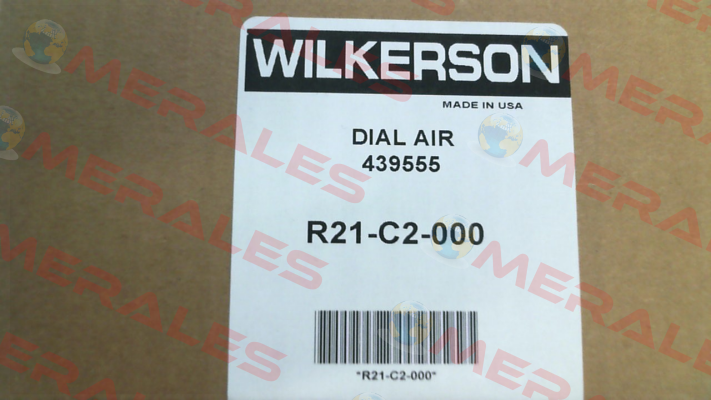 WILKERSON
MADE IN USA
DIAL AIR
439555
R21-C2-000
"R21-C2-000"
MERALES
MERALES
MERALES
MERALES